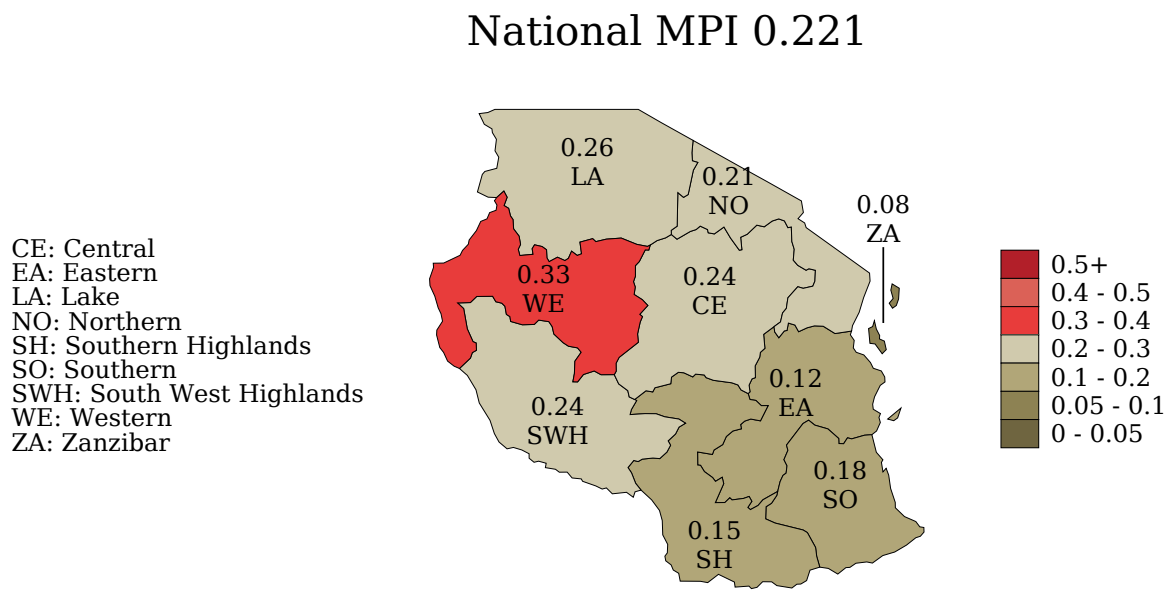 National MPI 0.221
0.26
LA
0.21
NO
0.08
ZA
CE: Central
EA: Eastern
LA: Lake
NO: Northern
SH: Southern Highlands
SO: Southern
SWH: South West Highlands
WE: Western
ZA: Zanzibar
0.33
WE
0.24
CE
0.12
EA
0.24
SWH
0.18
SO
0.15
SH
0.5+
0.4 - 0.5
0.3 - 0.4
0.2 - 0.3
0.1 - 0.2
0.05 - 0.1
0 - 0.05